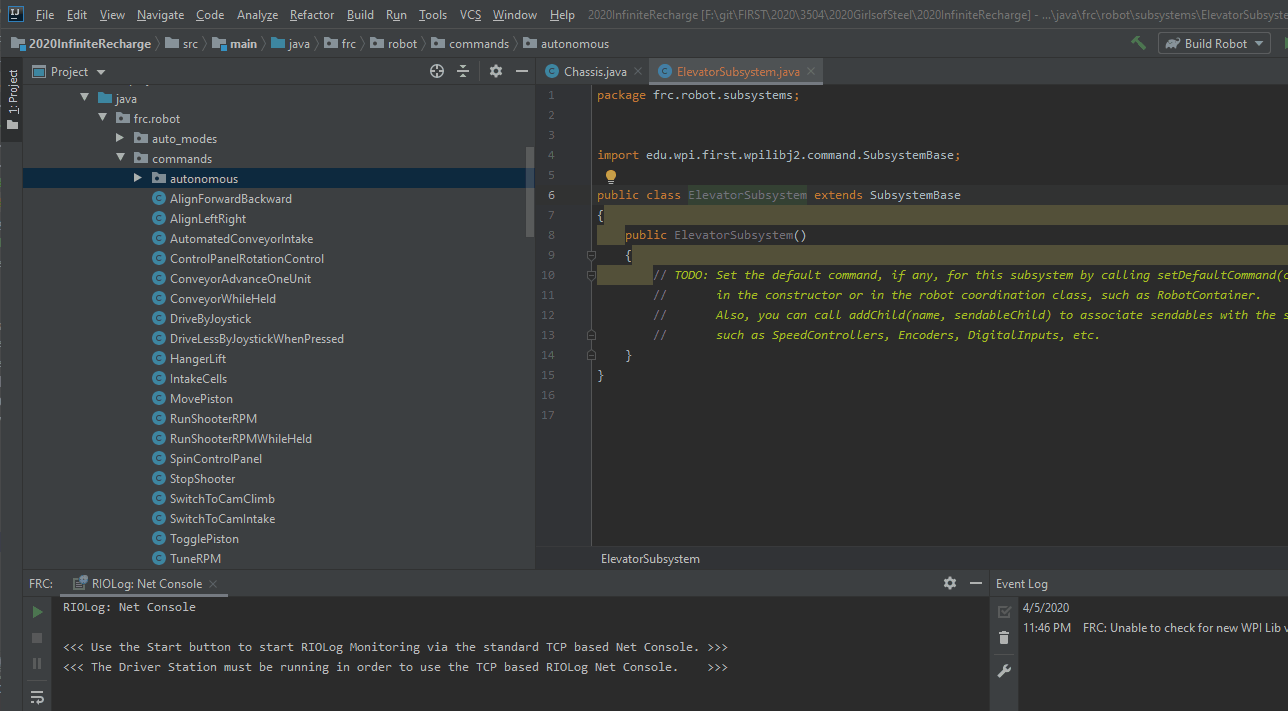 IJ File Edit View Navigate Code Analyze Refactor Build Run Tools VCS Window Help 2020InfiniteRecharge [F:\git\FIRST\2020\3504\2020GirlsofSteel\2020InfiniteRecharge] - ...\java\frc\robot\subsystems\ElevatorSubsyste
2020InfiniteRecharge src main java frc robot commands autonomous Build Robot
1: Project
Project
java
frc.robot
auto_modes
commands
autonomous
AlignForwardBackward
AlignLeftRight
AutomatedConveyorIntake
ControlPanelRotationControl
ConveyorAdvanceOneUnit
ConveyorWhileHeld
DriveByJoystick
DriveLessByJoystickWhenPressed
HangerLift
IntakeCells
MovePiston
RunShooterRPM
RunShooterRPMWhileHeld
SpinControlPanel
StopShooter
SwitchToCamClimb
SwitchToCamIntake
TogglePiston
TuneRPM
Chassis.java ElevatorSubsystem.java
1 package frc.robot.subsystems;
2
3
4 import edu.wpi.first.wpilibj2.command.SubsystemBase;
5
6 public class ElevatorSubsystem extends SubsystemBase
7 {
8 public ElevatorSubsystem()
9 {
10 // TODO: Set the default command, if any, for this subsystem by calling setDefaultCommand(c
11 // in the constructor or in the robot coordination class, such as RobotContainer.
12 // Also, you can call addChild(name, sendableChild) to associate sendables with the s
13 // such as SpeedControllers, Encoders, DigitalInputs, etc.
14 }
15 }
16
17
ElevatorSubsystem
FRC: RIOLog: Net Console
RIOLog: Net Console
<<< Use the Start button to start RIOLog Monitoring via the standard TCP based Net Console. >>>
<<< The Driver Station must be running in order to use the TCP based RIOLog Net Console. >>>
Event Log
4/5/2020
11:46 PM FRC: Unable to check for new WPI Lib v